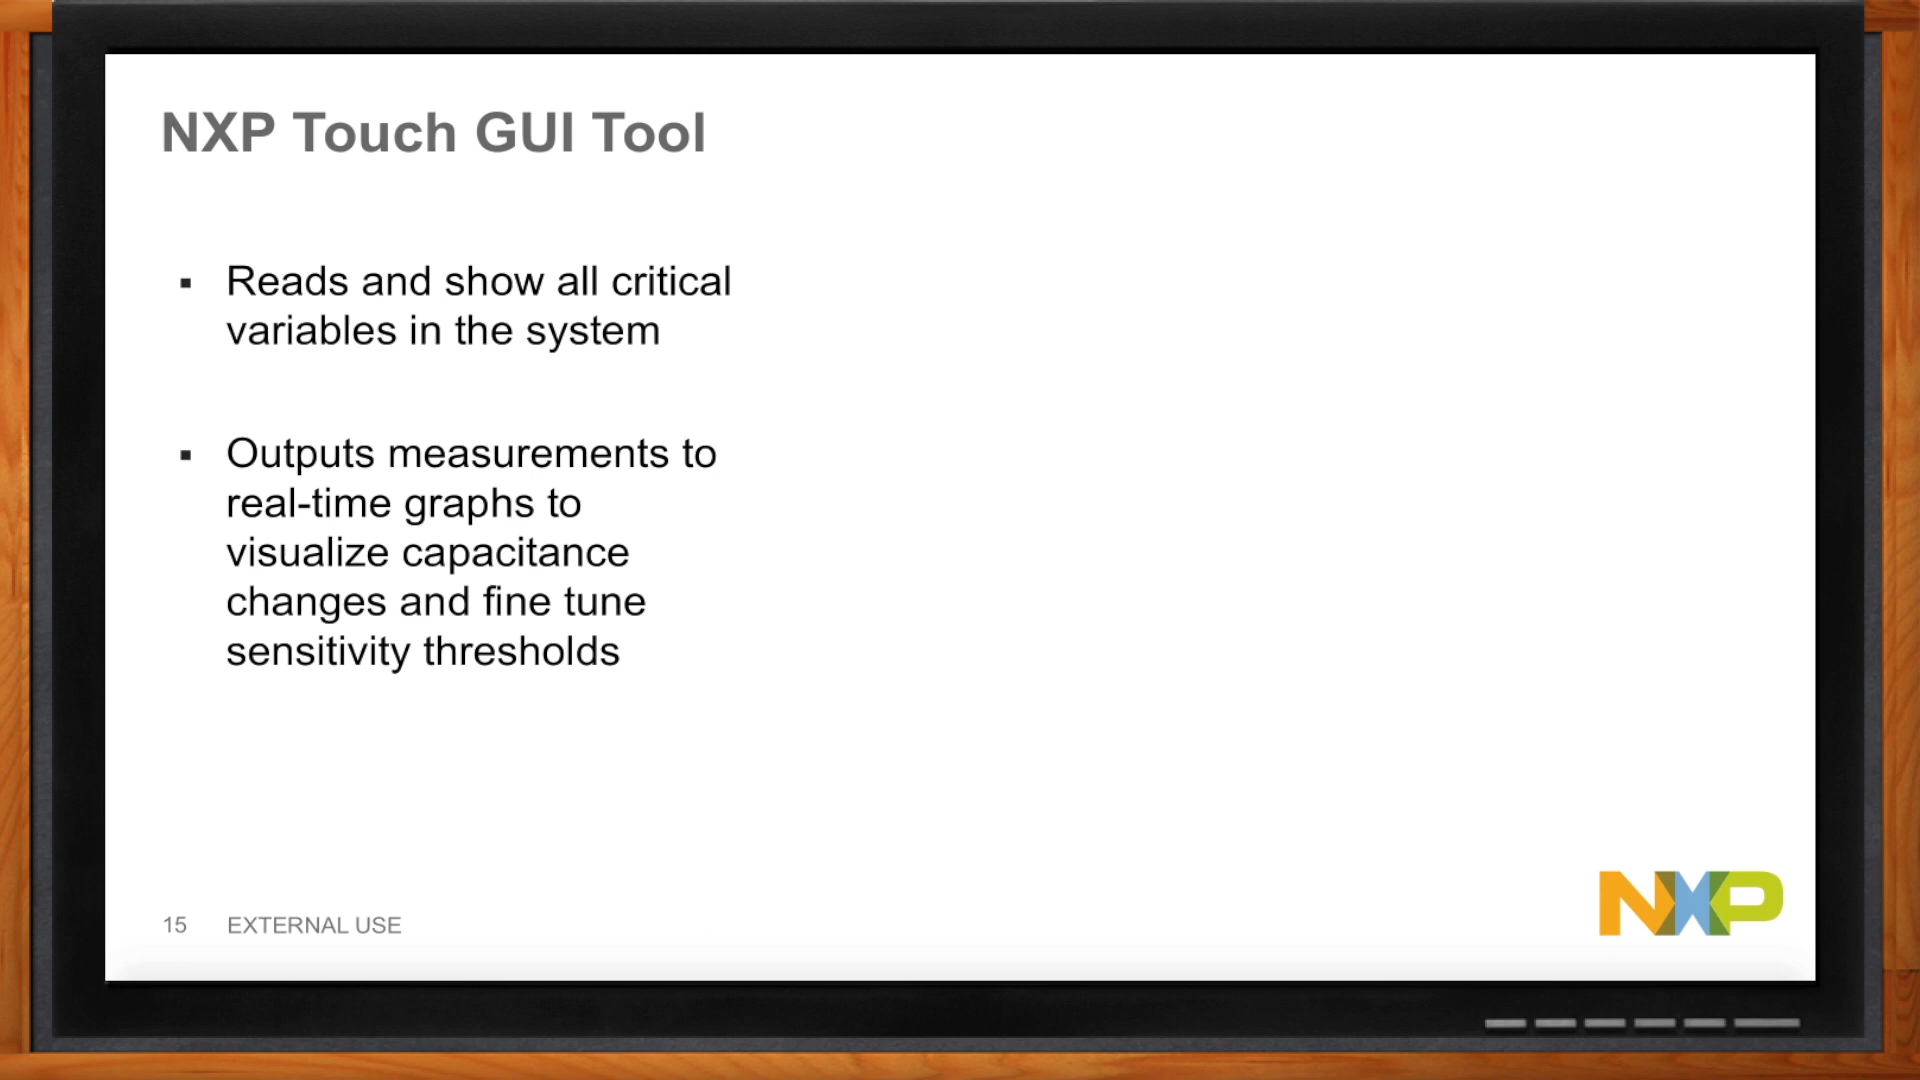 NXP Touch GUI Tool
▪ Reads and show all critical
variables in the system
▪ Outputs measurements to
real-time graphs to
visualize capacitance
changes and fine tune
sensitivity thresholds
15 EXTERNAL USE
NXP